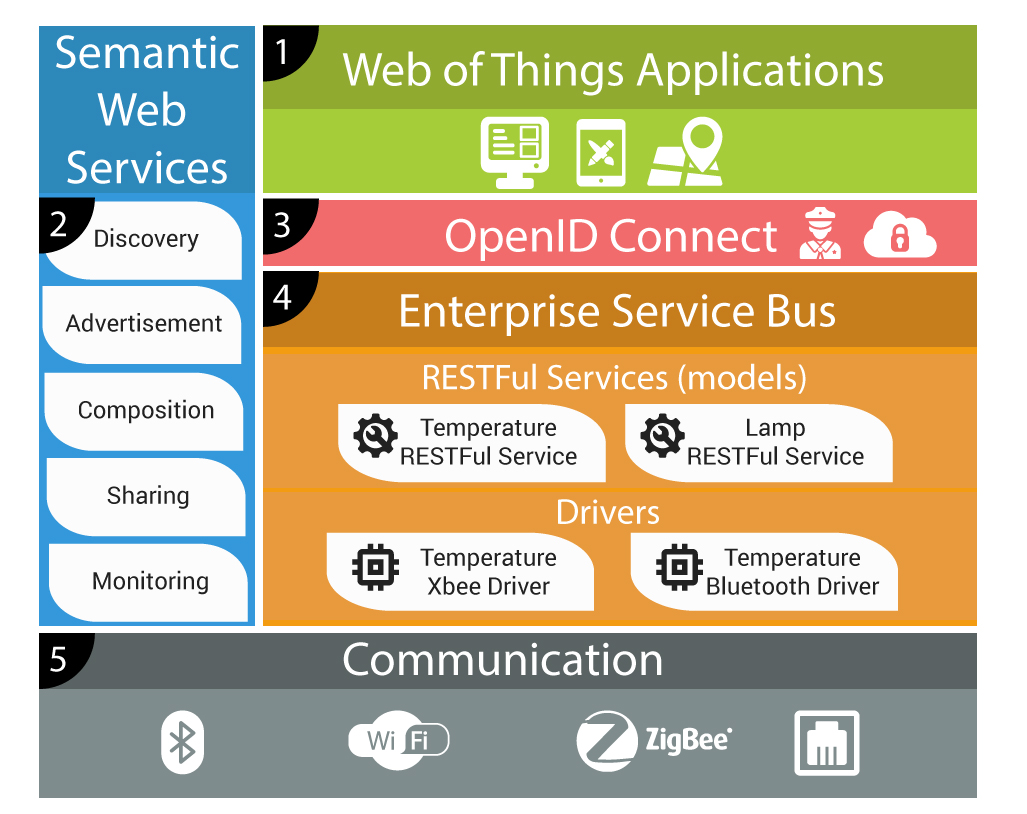 Semantic
Web
Services
1
Web of Things Applications
2
Discovery
Advertisement
Composition
Sharing
Monitoring
3
OpenID Connect
4
Enterprise Service Bus
RESTFul Services (models)
Temperature
RESTFul Service
Lamp
RESTFul Service
Drivers
Temperature
Xbee Driver
Temperature
Bluetooth Driver
5
Communication
Wi Fi
ZigBee